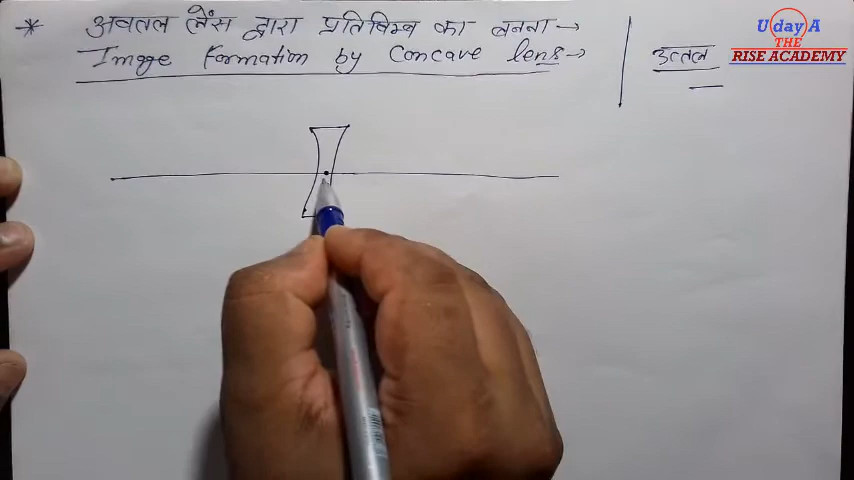 * अवतल लेंस द्वारा प्रतिबिम्ब का बनना →
Image Formation by Concave lens →
उत्तल
Uday A
THE
RISE ACADEMY